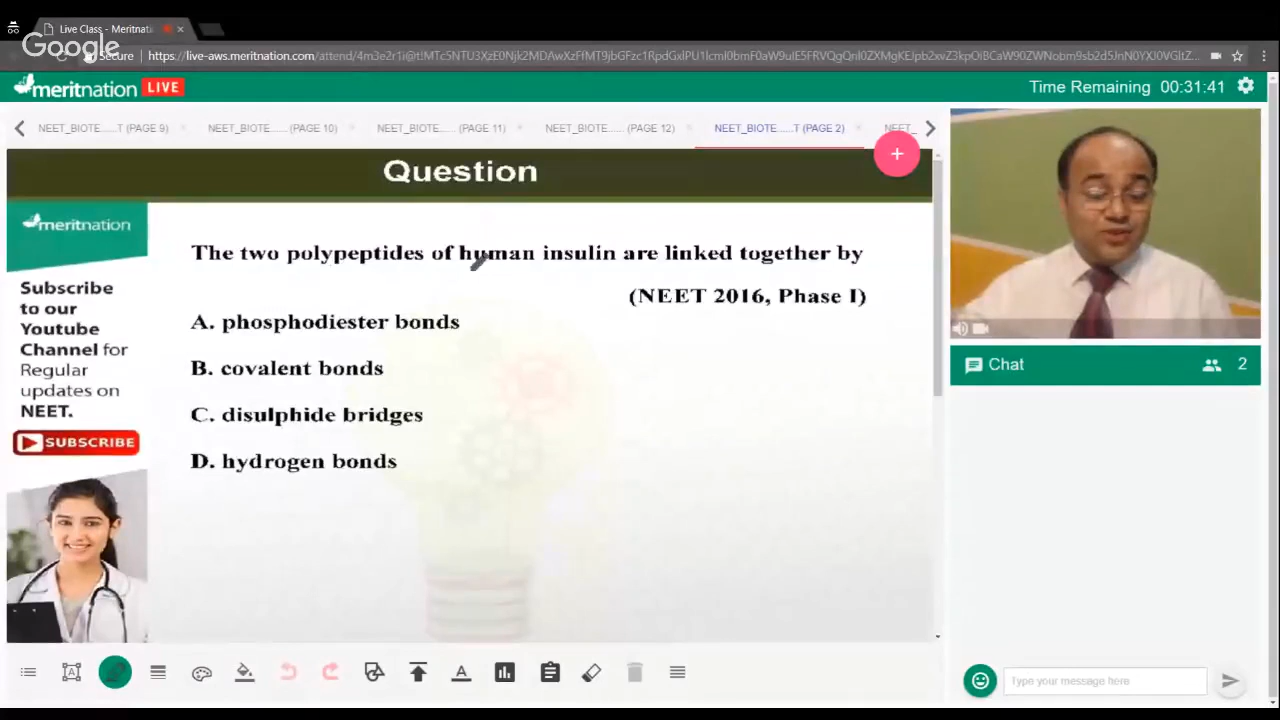 Live Class - Meritnati
Google
Secure
https://live-aws.meritnation.com
meritnation LIVE
Time Remaining 00:31:41
NEET_BIOTE......T (PAGE 9)
NEET_BIOTE...... (PAGE 10)
NEET_BIOTE...... (PAGE 11)
NEET_BIOTE...... (PAGE 12)
NEET_BIOTE......T (PAGE 2)
NEET_
Question
meritnation
Subscribe
to our
Youtube
Channel for
Regular
updates on
NEET.
SUBSCRIBE
The two polypeptides of human insulin are linked together by
(NEET 2016, Phase I)
A. phosphodiester bonds
B. covalent bonds
C. disulphide bridges
D. hydrogen bonds
Chat
2
Type your message here